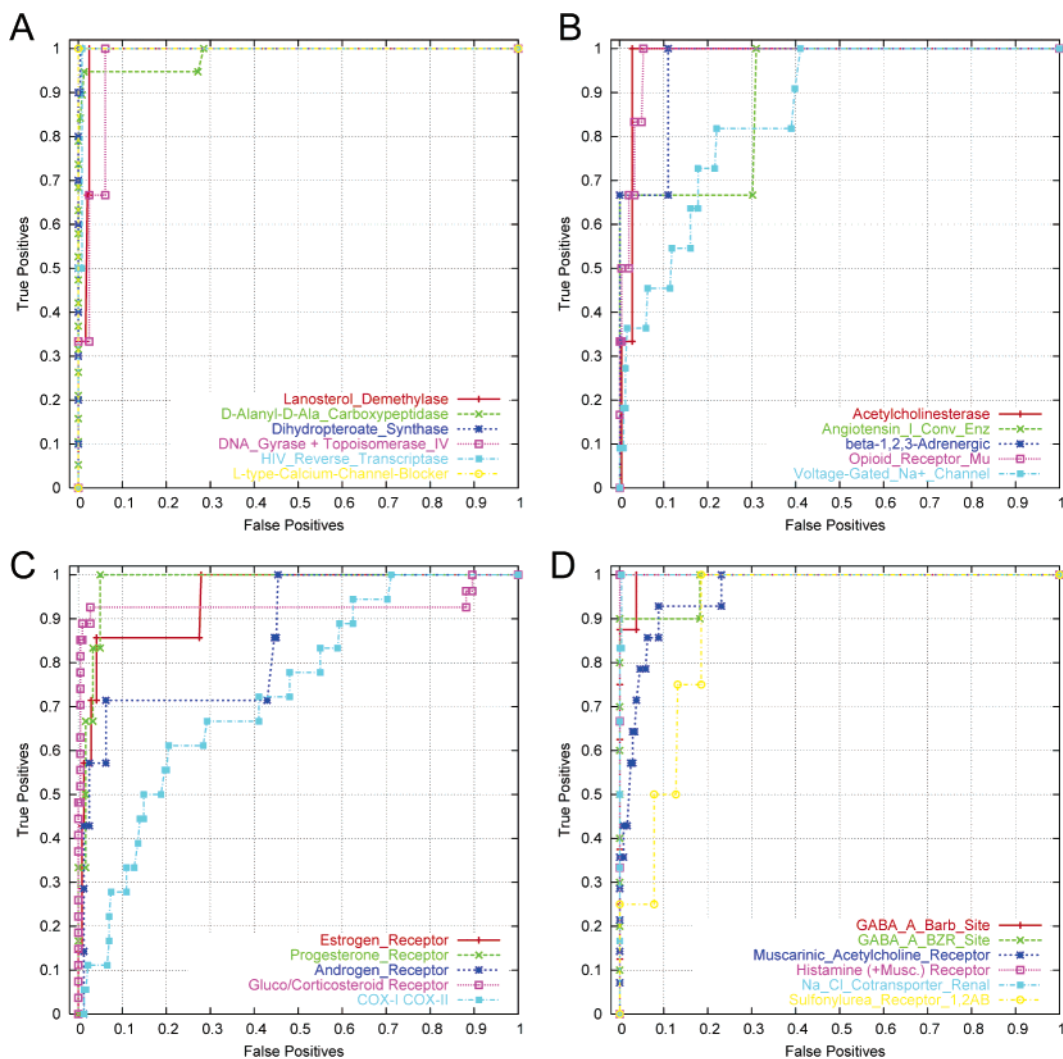 A
True Positives
1
0.9
0.8
0.7
0.6
0.5
0.4
0.3
0.2
0.1
0
Lanosterol_Demethylase
D-Alanyl-D-Ala_Carboxypeptidase
Dihydropteroate_Synthase
DNA_Gyrase + Topoisomerase_IV
HIV_Reverse_Transcriptase
L-type-Calcium-Channel-Blocker
0 0.1 0.2 0.3 0.4 0.5 0.6 0.7 0.8 0.9 1
False Positives
B
True Positives
1
0.9
0.8
0.7
0.6
0.5
0.4
0.3
0.2
0.1
0
Acetylcholinesterase
Angiotensin_I_Conv_Enz
beta-1,2,3-Adrenergic
Opioid_Receptor_Mu
Voltage-Gated_Na+_Channel
0 0.1 0.2 0.3 0.4 0.5 0.6 0.7 0.8 0.9 1
False Positives
C
True Positives
1
0.9
0.8
0.7
0.6
0.5
0.4
0.3
0.2
0.1
0
Estrogen_Receptor
Progesterone_Receptor
Androgen_Receptor
Gluco/Corticosteroid Receptor
COX-I COX-II
0 0.1 0.2 0.3 0.4 0.5 0.6 0.7 0.8 0.9 1
False Positives
D
True Positives
1
0.9
0.8
0.7
0.6
0.5
0.4
0.3
0.2
0.1
0
GABA_A_Barb_Site
GABA_A_BZR_Site
Muscarinic_Acetylcholine_Receptor
Histamine (+Musc.) Receptor
Na_Cl_Cotransporter_Renal
Sulfonylurea_Receptor_1,2AB
0 0.1 0.2 0.3 0.4 0.5 0.6 0.7 0.8 0.9 1
False Positives